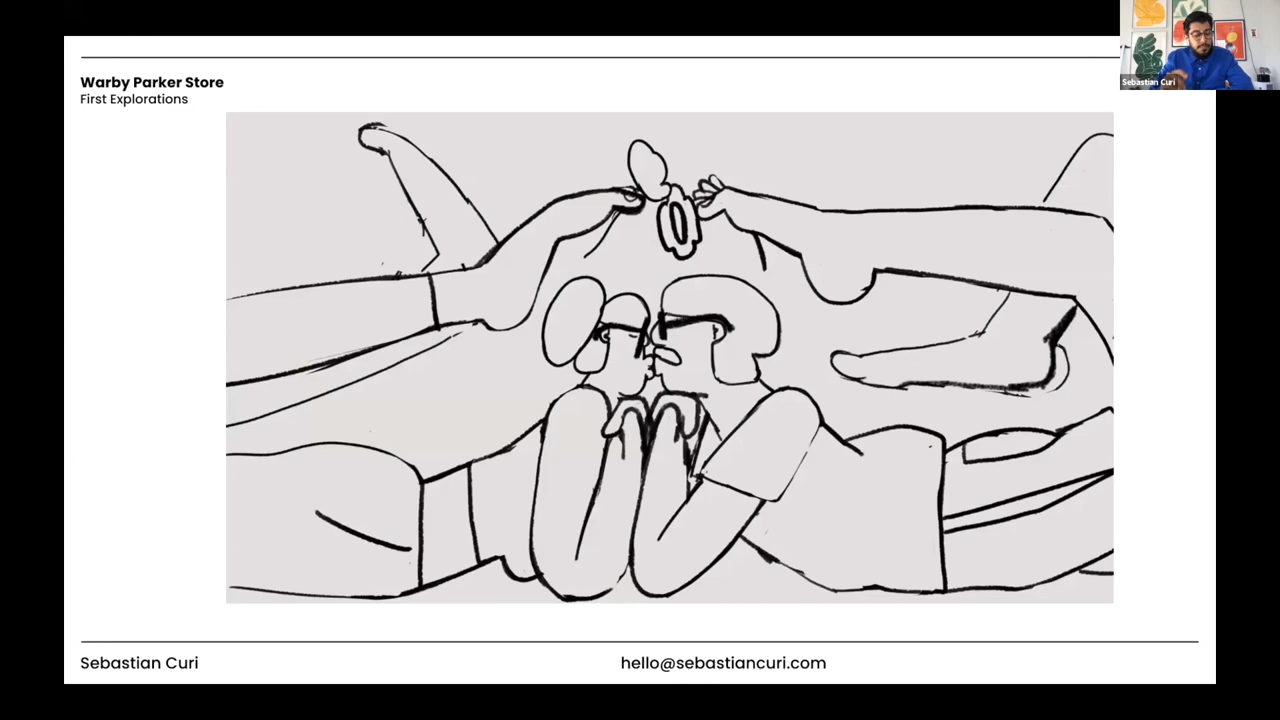 Warby Parker Store
First Explorations
Sebastian Curi
Sebastian Curi
hello@sebastiancuri.com